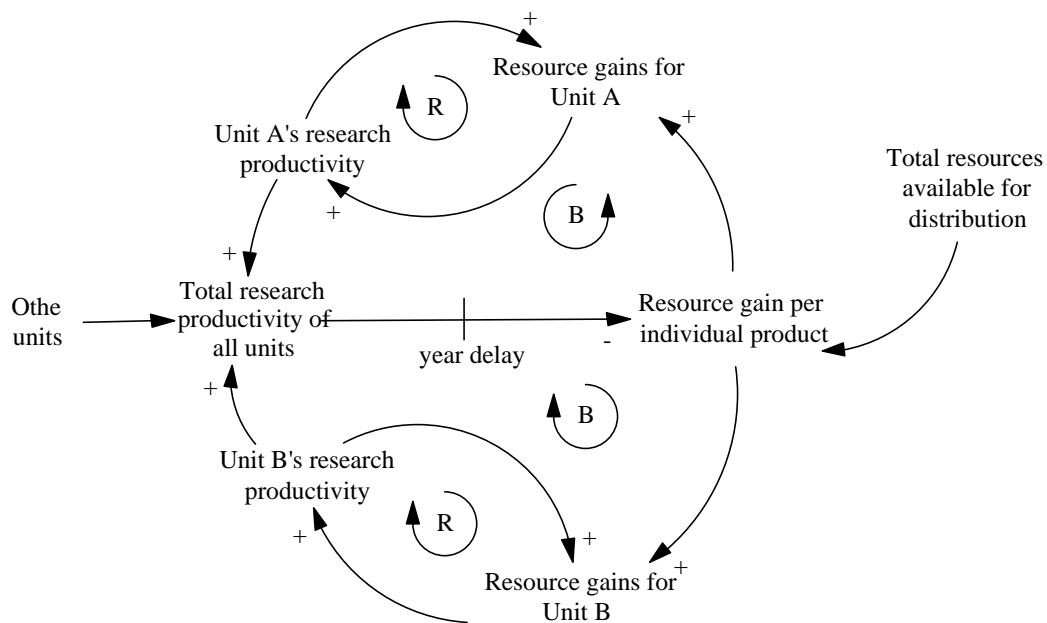 +
Resource gains for
Unit A
R
+
Unit A's research
productivity
Total resources
available for
distribution
+
B
+
Othe
units
Total research
productivity of
all units
Resource gain per
individual product
-
year delay
+
B
Unit B's research
productivity
R
+
+
+
Resource gains for
Unit B